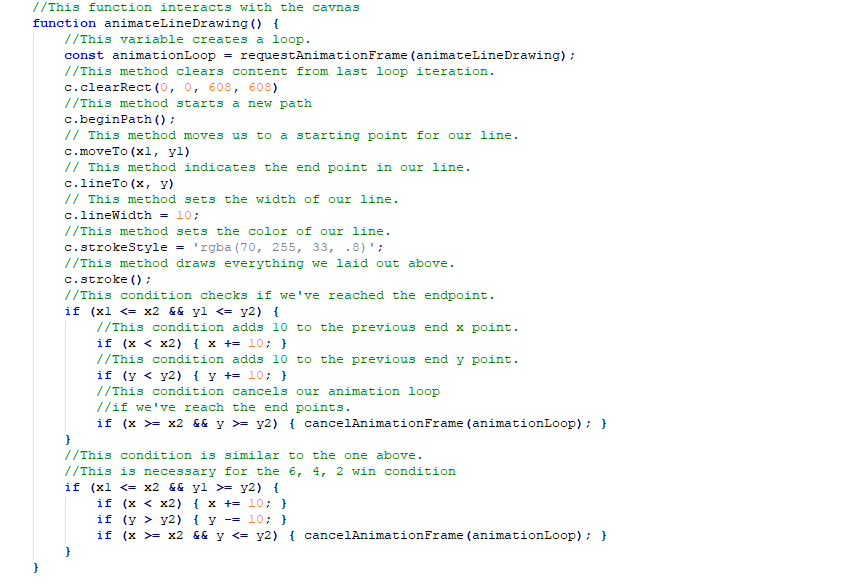 //This function interacts with the cavnas
function animateLineDrawing() {
//This variable creates a loop.
const animationLoop = requestAnimationFrame(animateLineDrawing);
//This method clears content from last loop iteration.
c.clearRect(0, 0, 608, 608)
//This method starts a new path
c.beginPath();
// This method moves us to a starting point for our line.
c.moveTo(x1, y1)
// This method indicates the end point in our line.
c.lineTo(x, y)
// This method sets the width of our line.
c.lineWidth = 10;
//This method sets the color of our line.
c.strokeStyle = 'rgba(70, 255, 33, .8)';
//This method draws everything we laid out above.
c.stroke();
//This condition checks if we've reached the endpoint.
if (x1 <= x2 && y1 <= y2) {
//This condition adds 10 to the previous end x point.
if (x < x2) { x += 10; }
//This condition adds 10 to the previous end y point.
if (y < y2) { y += 10; }
//This condition cancels our animation loop
//if we've reach the end points.
if (x >= x2 && y >= y2) { cancelAnimationFrame(animationLoop); }
}
//This condition is similar to the one above.
//This is necessary for the 6, 4, 2 win condition
if (x1 <= x2 && y1 >= y2) {
if (x < x2) { x += 10; }
if (y > y2) { y -= 10; }
if (x >= x2 && y <= y2) { cancelAnimationFrame(animationLoop); }
}
}